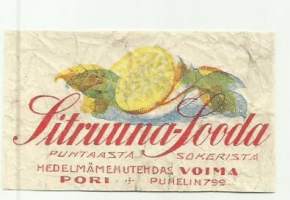 Sitruuna-Sooda
PUHTAASTA SOKERISTA
HEDELMÄMEHUTEHDAS VOIMA
PORI + PUHELIN 799